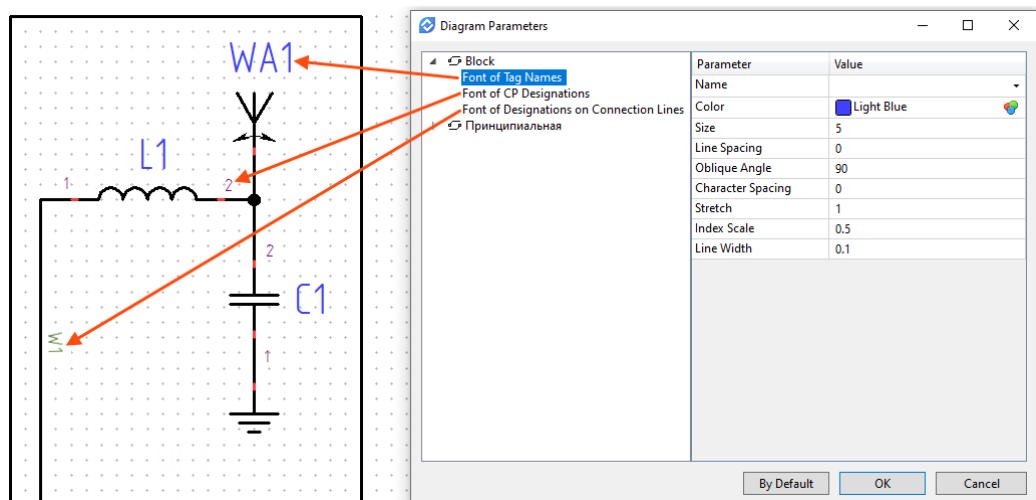 WA1
L1
1
2
2
C1
W1
1
Diagram Parameters
Block
Font of Tag Names
Font of CP Designations
Font of Designations on Connection Lines
Принципиальная
Parameter Value
Name
Color Light Blue
Size 5
Line Spacing 0
Oblique Angle 90
Character Spacing 0
Stretch 1
Index Scale 0.5
Line Width 0.1
By Default OK Cancel